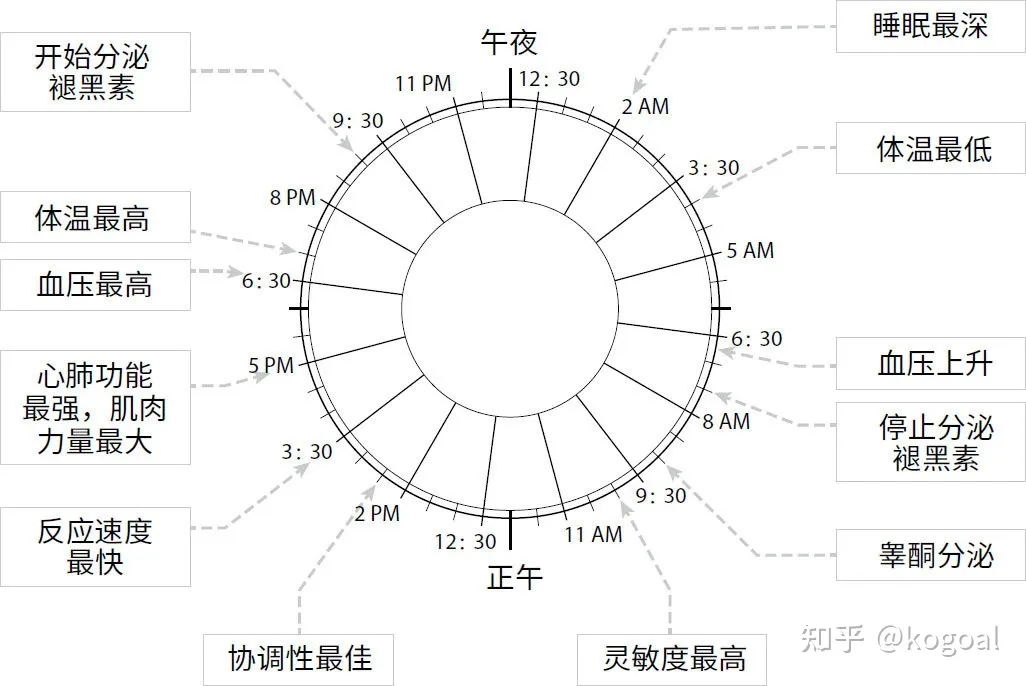 睡眠最深
午夜
开始分泌
褪黑素
11 PM
12：30
2 AM
9：30
体温最低
3：30
8 PM
体温最高
5 AM
血压最高
6：30
6：30
血压上升
5 PM
心肺功能
最强，肌肉
力量最大
8 AM
停止分泌
褪黑素
3：30
9：30
2 PM
反应速度
最快
12：30
11 AM
睾酮分泌
正午
知乎 @kogoal
协调性最佳
灵敏度最高